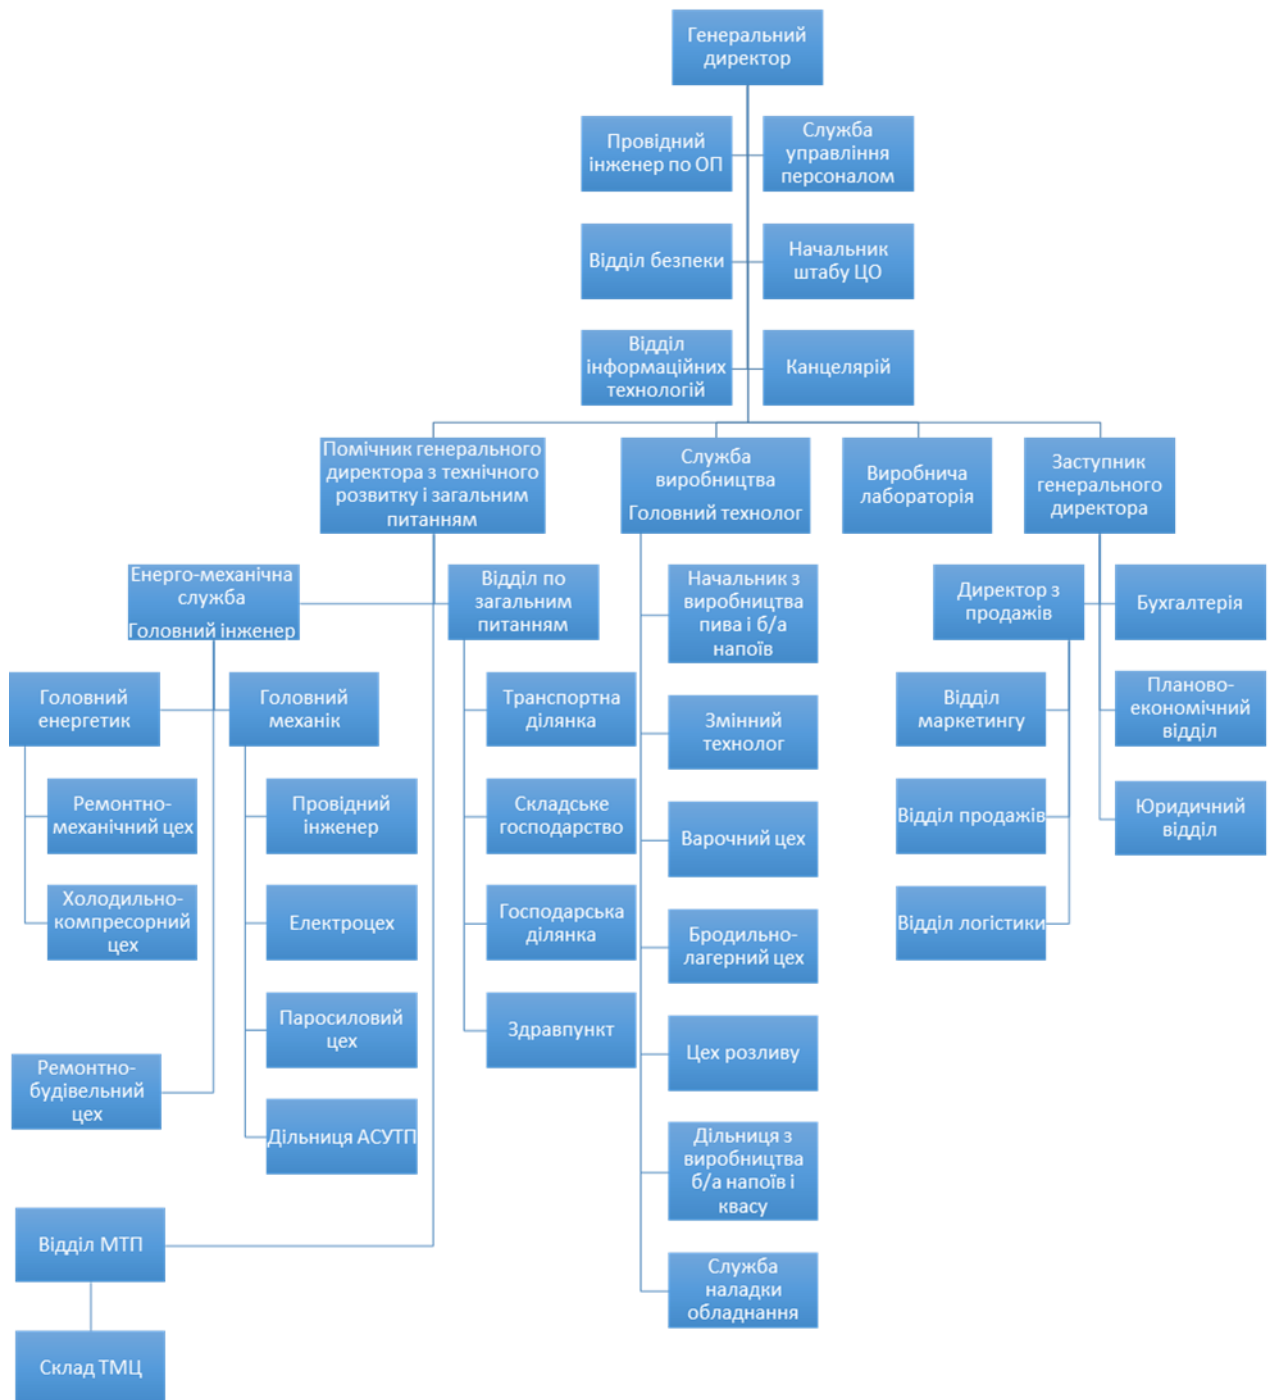 Генеральний
директор
Провідний
інженер по ОП
Служба
управління
персоналом
Відділ безпеки
Начальник
штабу ЦО
Відділ
інформаційних
технологій
Канцелярій
Помічник генерального
директора з технічного
розвитку і загальним
питанням
Служба
виробництва
Головний технолог
Виробнича
лабораторія
Заступник
генерального
директора
Енерго-механічна
служба
Головний інженер
Відділ по
загальним
питанням
Начальник з
виробництва
пива і б/а
напоїв
Директор з
продажів
Бухгалтерія
Головний
енергетик
Головний
механік
Транспортна
ділянка
Змінний
технолог
Відділ
маркетингу
Планово-
економічний
відділ
Ремонтно-
механічний цех
Провідний
інженер
Складське
господарство
Варочний цех
Відділ продажів
Юридичний
відділ
Холодильно-
компресорний
цех
Електроцех
Господарська
ділянка
Бродильно-
лагерний цех
Відділ логістики
Паросиловий
цех
Здравпункт
Цех розливу
Ремонтно-
будівельний
цех
Дільниця АСУТП
Дільниця з
виробництва
б/а напоїв і
квасу
Відділ МТП
Служба
наладки
обладнання
Склад ТМЦ